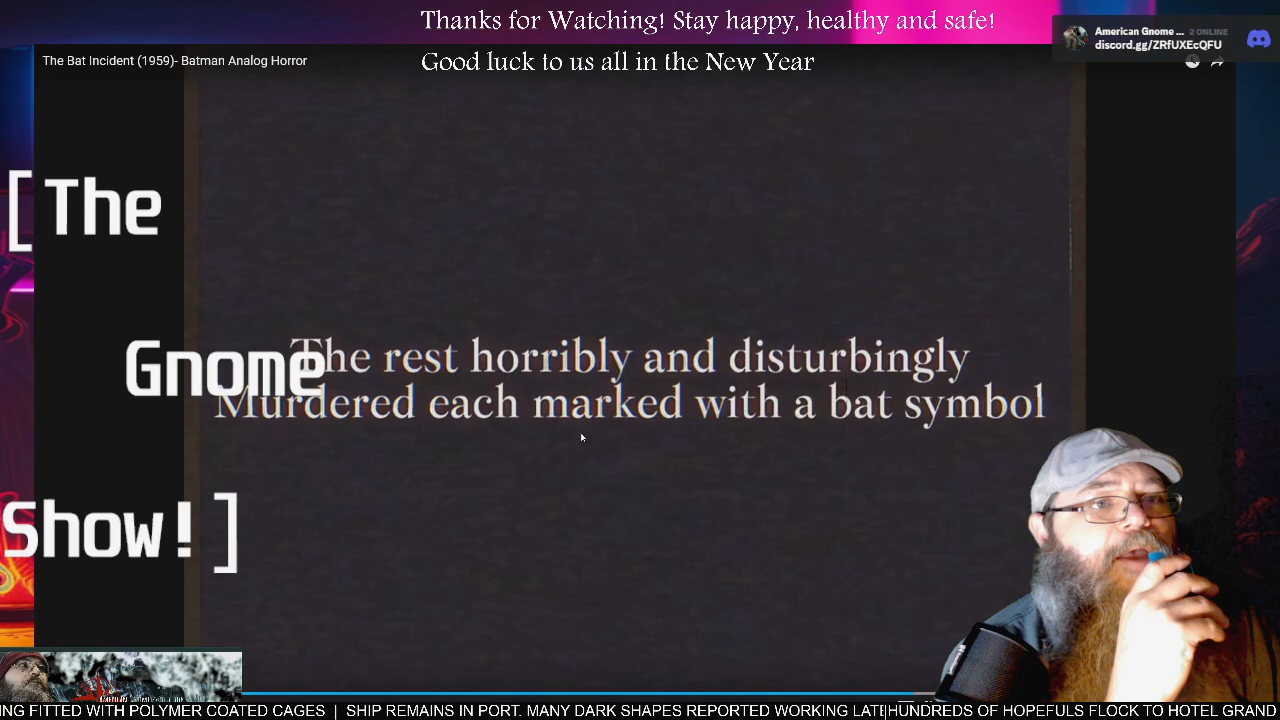 Thanks for Watching! Stay happy, healthy and safe!
American Gnome ... 2 ONLINE
discord.gg/ZRfUXEcQFU
The Bat Incident (1959)- Batman Analog Horror
Good luck to us all in the New Year
[The
Gnome
Show!]
The rest horribly and disturbingly
Murdered each marked with a bat symbol
NG FITTED WITH POLYMER COATED CAGES | SHIP REMAINS IN PORT. MANY DARK SHAPES REPORTED WORKING LATE|HUNDREDS OF HOPEFULS FLOCK TO HOTEL GRAND